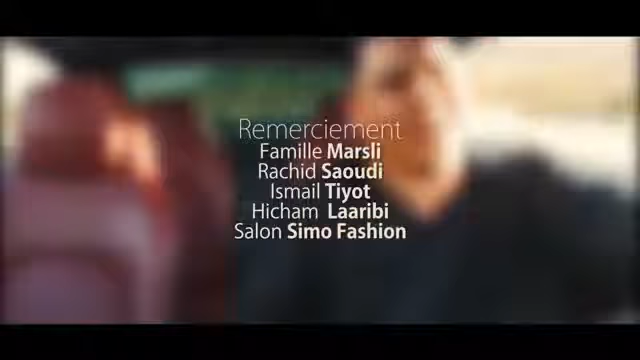 Remerciement
Famille Marsli
Rachid Saoudi
Ismail Tiyot
Hicham Laaribi
Salon Simo Fashion